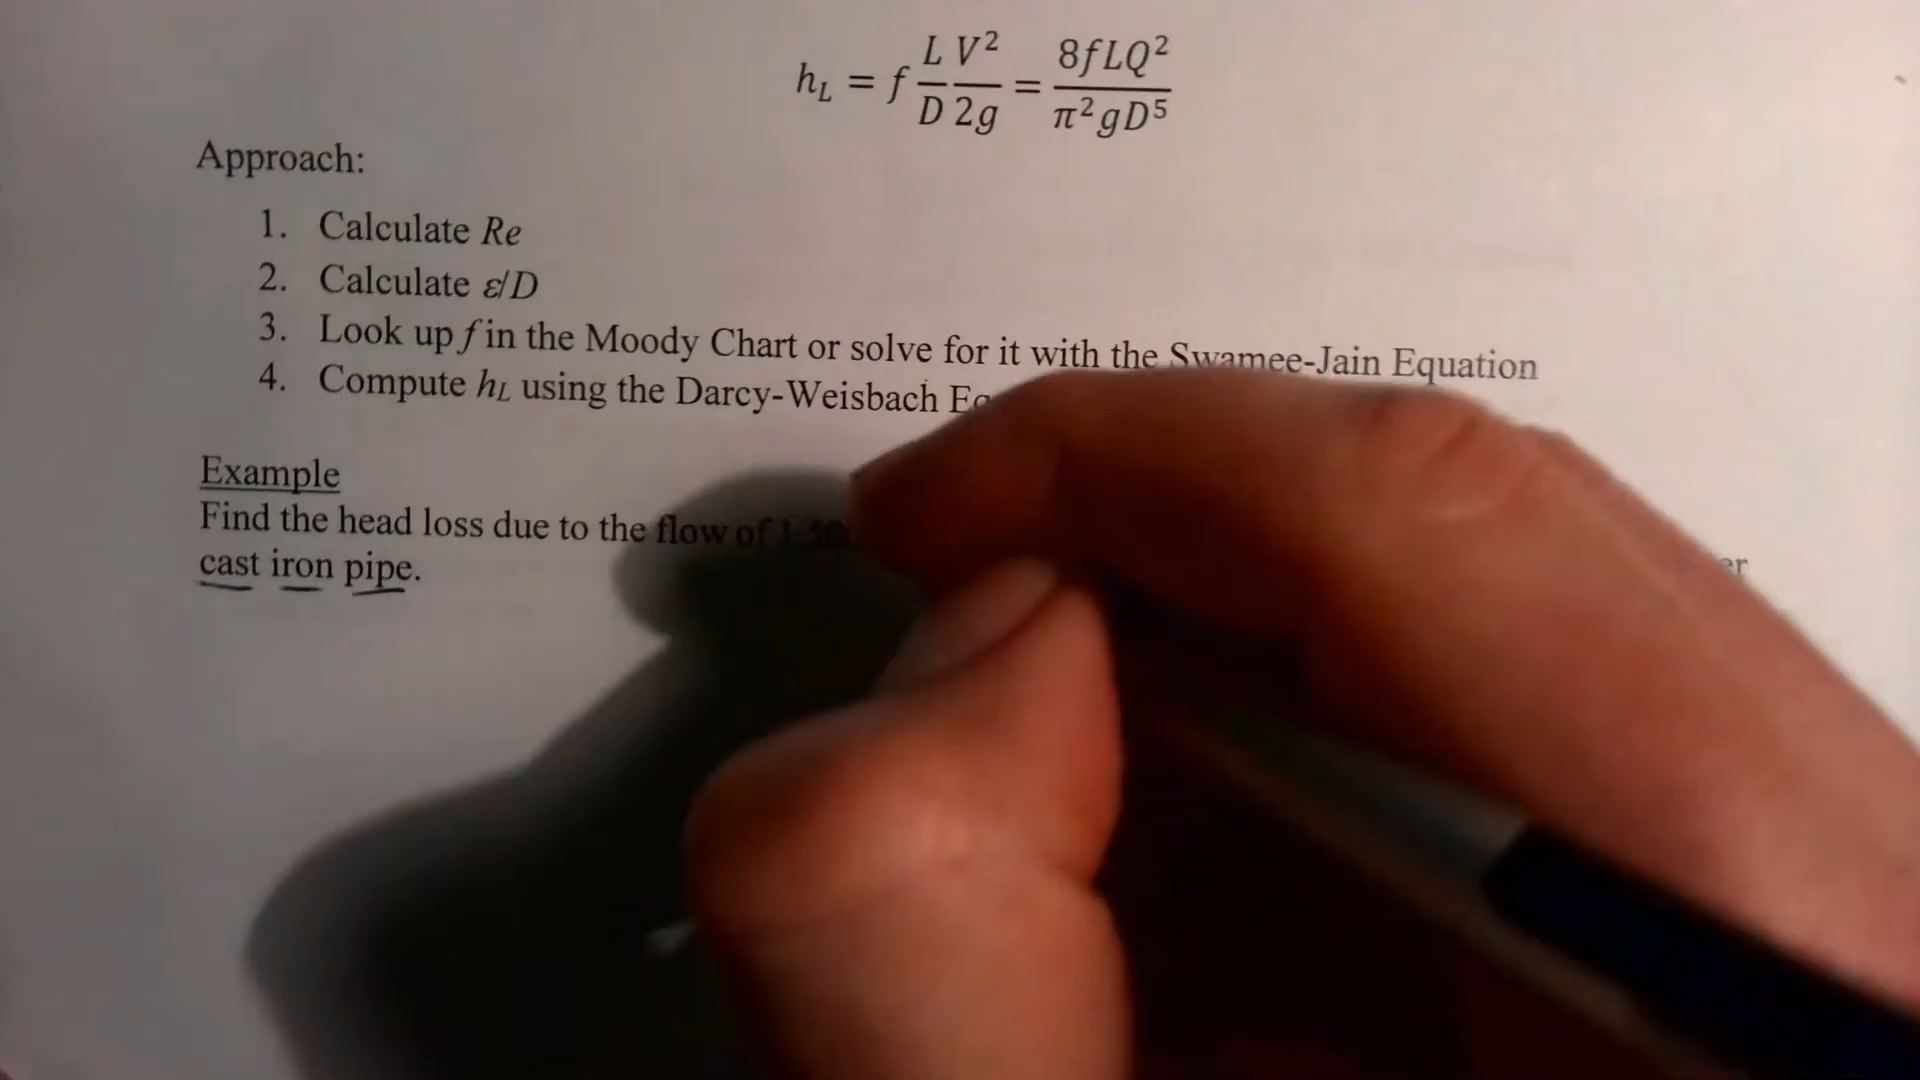 h_L = f L/D V²/2g = 8fLQ²/π²gD⁵
Approach:
1. Calculate Re
2. Calculate ε/D
3. Look up f in the Moody Chart or solve for it with the Swamee-Jain Equation
4. Compute h_L using the Darcy-Weisbach
Example
Find the head loss due to the flow of
cast iron pipe.